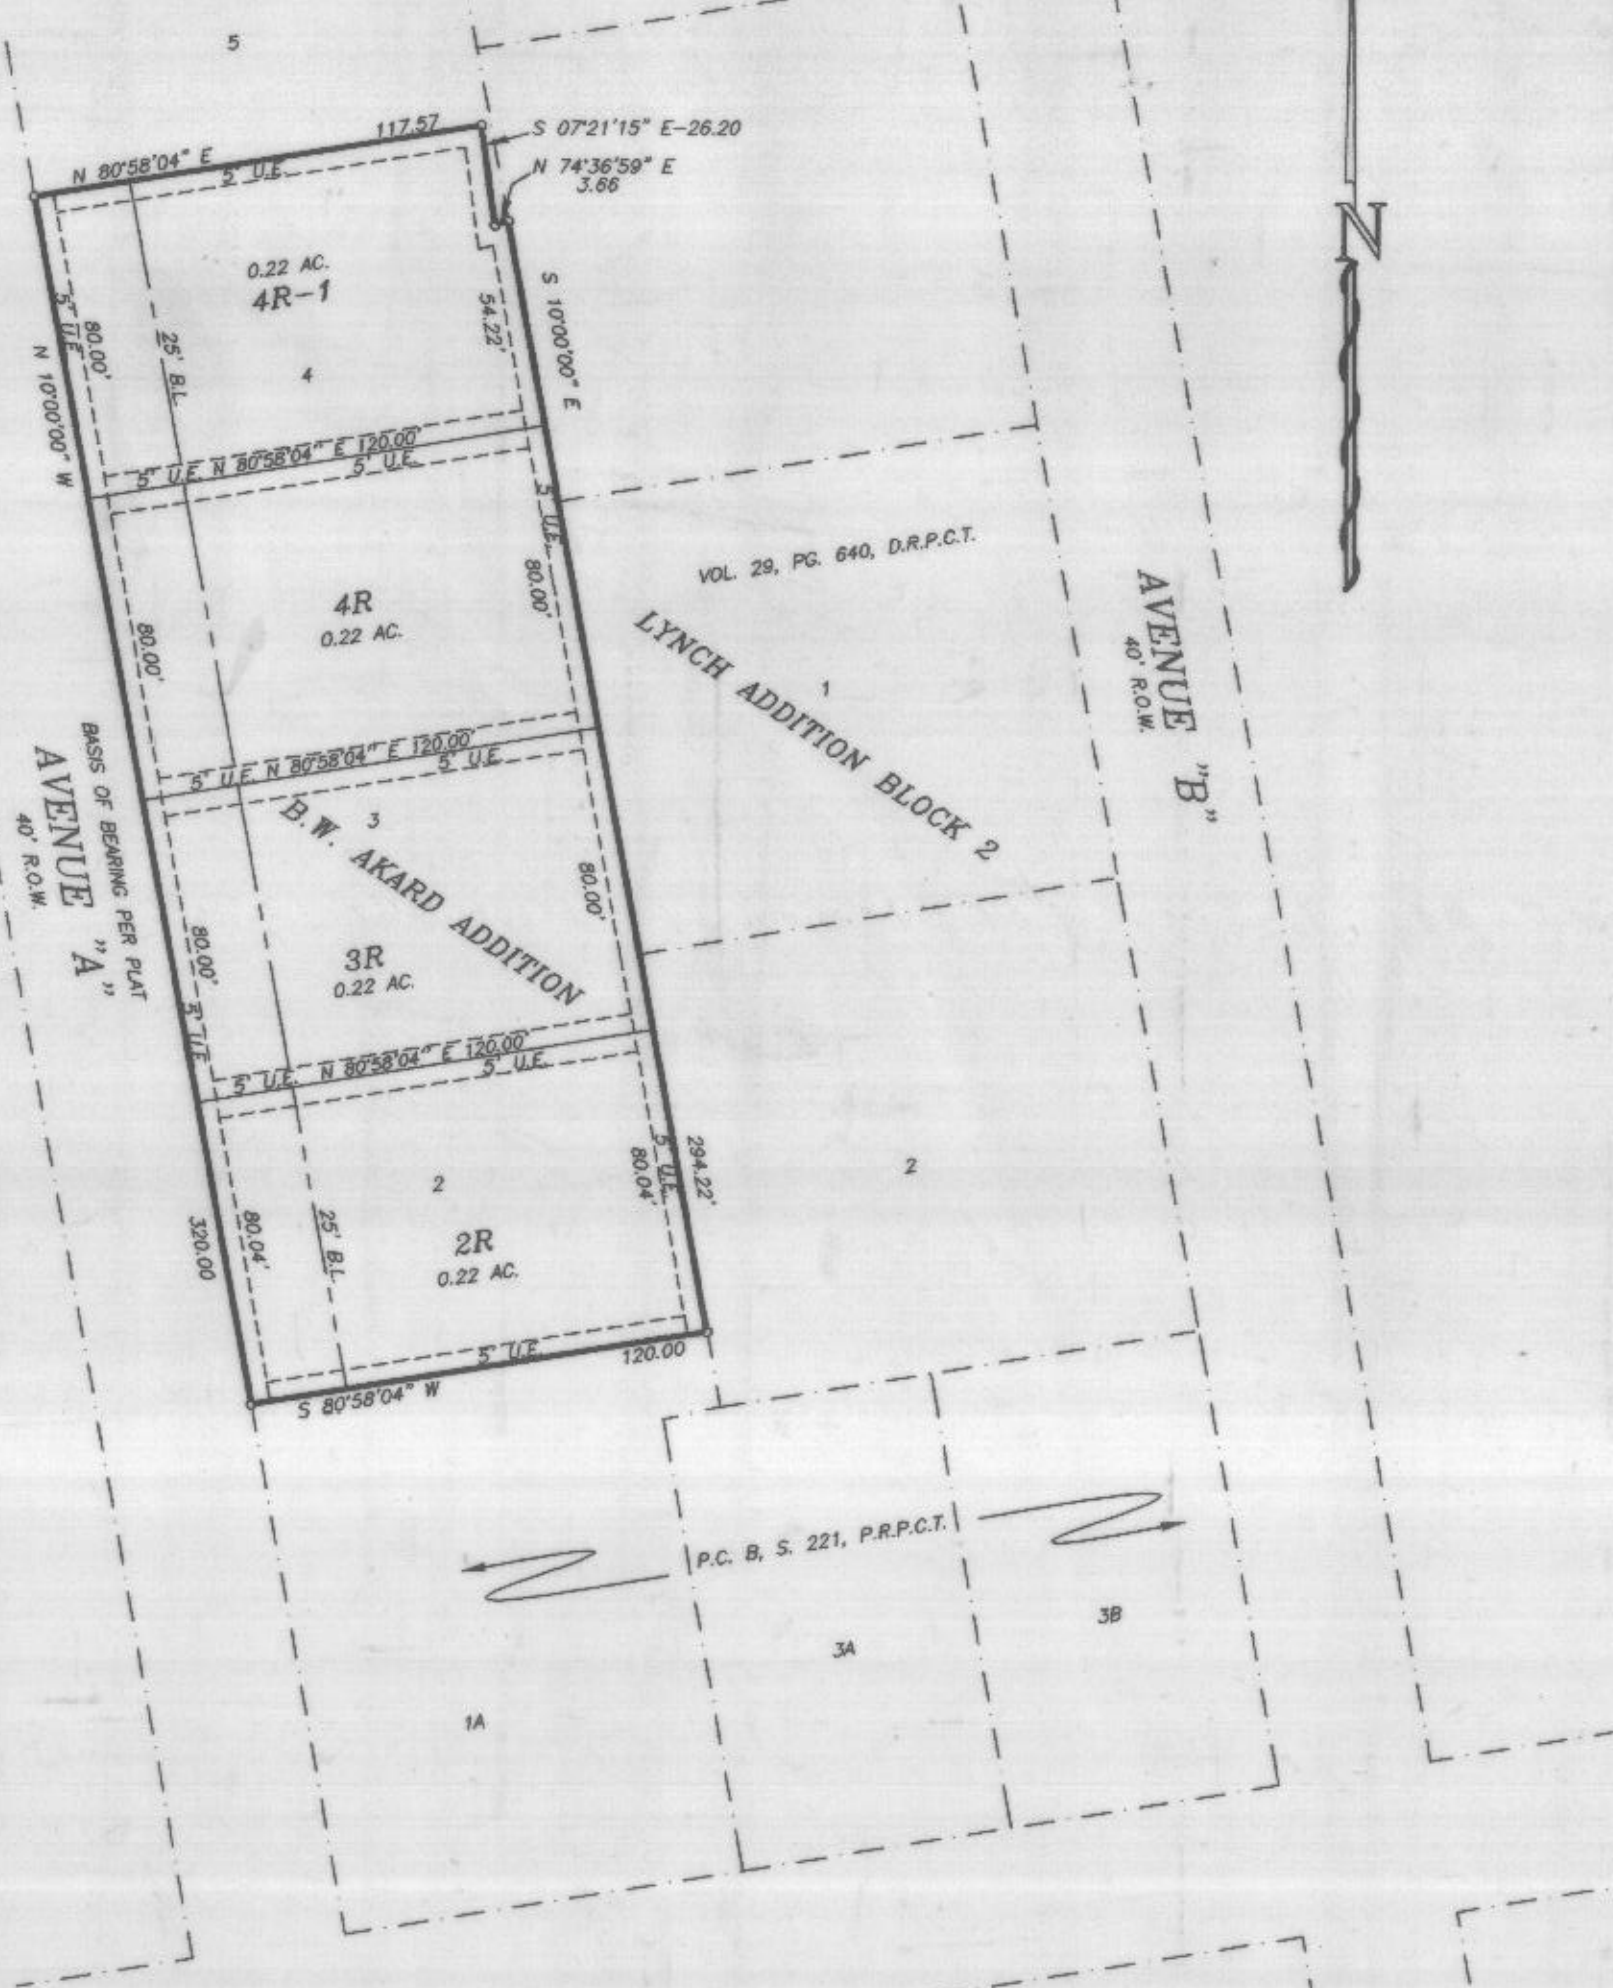 5
117.57
S 07°21'15" E-26.20
N 80°58'04" E
5' U.E.
N 74°36'59" E
3.66
N
0.22 AC.
4R-1
5' U.E.
80.00'
25' B.L.
54.22'
S 10°00'00" E
N 10°00'00" W
4
5' U.E. N 80°58'04" E 120.00'
5' U.E.
5' U.E.
80.00'
VOL. 29, PG. 640, D.R.P.C.T.
4R
0.22 AC.
80.00'
LYNCH ADDITION BLOCK 2
1
AVENUE "B"
40' R.O.W.
5' U.E. N 80°58'04" E 120.00'
5' U.E.
BASIS OF BEARING PER PLAT
AVENUE "A"
40' R.O.W.
B.W. AKARD ADDITION
3
80.00'
3R
0.22 AC.
80.00'
5' U.E.
5' U.E. N 80°58'04" E 120.00'
5' U.E.
5' U.E.
80.04'
294.22'
2
2
2R
0.22 AC.
320.00
80.04'
25' B.L.
5' U.E.
120.00
S 80°58'04" W
P.C. B, S. 221, P.R.P.C.T.
3B
3A
1A